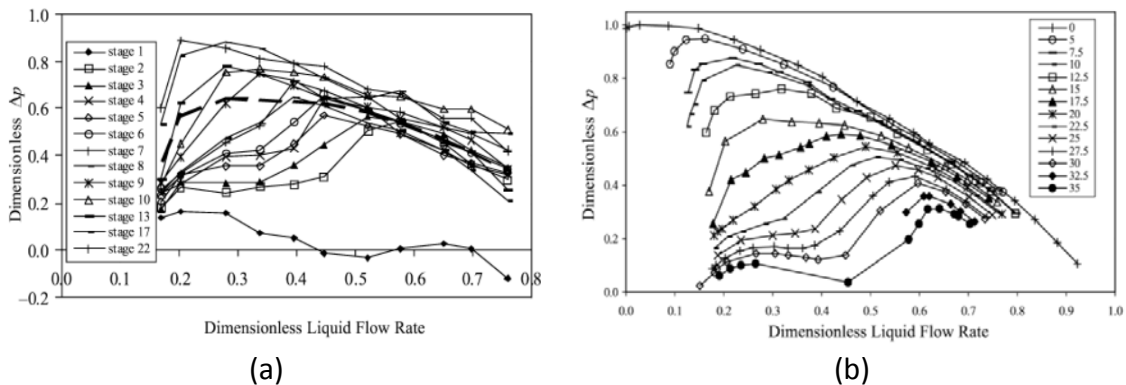 1.0
0.8
0.6
0.4
0.2
0.0
−0.2
Dimensionless Δp
stage 1
stage 2
stage 3
stage 4
stage 5
stage 6
stage 7
stage 8
stage 9
stage 10
stage 13
stage 17
stage 22
0.0 0.1 0.2 0.3 0.4 0.5 0.6 0.7 0.8
Dimensionless Liquid Flow Rate
(a)
1.0
0.8
0.6
0.4
0.2
0.0
Dimensionless Δp
0
5
7.5
10
12.5
15
17.5
20
22.5
25
27.5
30
32.5
35
0.0 0.1 0.2 0.3 0.4 0.5 0.6 0.7 0.8 0.9 1.0
Dimensionless Liquid Flow Rate
(b)